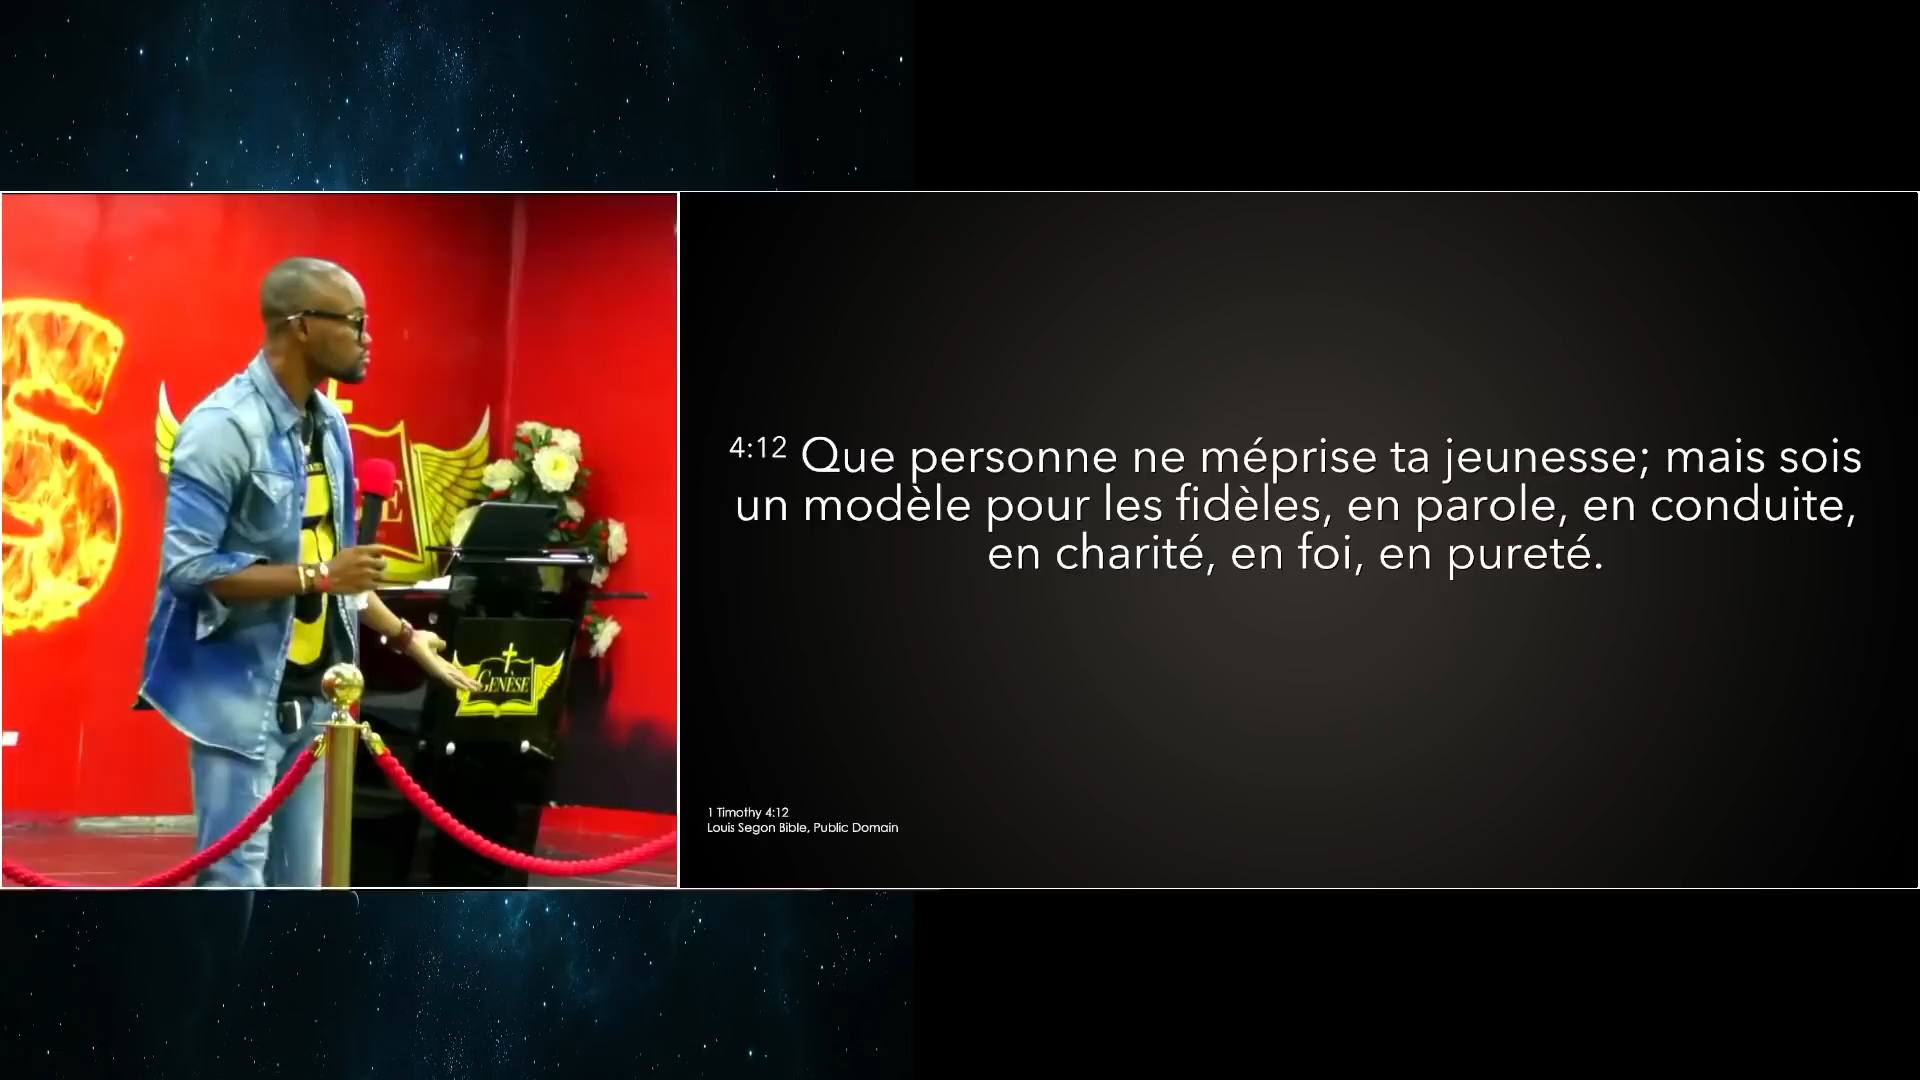 S
GENÈSE
4:12 Que personne ne méprise ta jeunesse; mais sois
un modèle pour les fidèles, en parole, en conduite,
en charité, en foi, en pureté.
1 Timothy 4:12
Louis Segon Bible, Public Domain